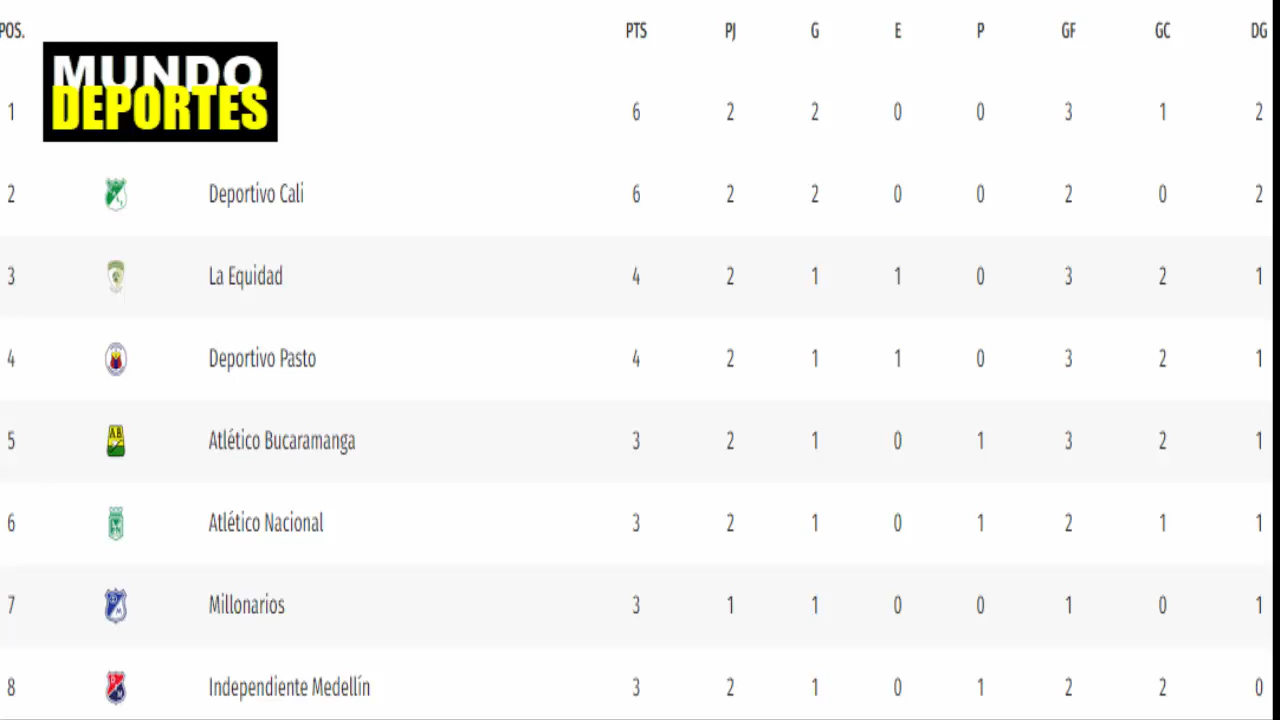 POS. PTS PJ G E P GF GC DG
MUNDO
DEPORTES
1 6 2 2 0 0 3 1 2
2 Deportivo Cali 6 2 2 0 0 2 0 2
3 La Equidad 4 2 1 1 0 3 2 1
4 Deportivo Pasto 4 2 1 1 0 3 2 1
5 Atlético Bucaramanga 3 2 1 0 1 3 2 1
6 Atlético Nacional 3 2 1 0 1 2 1 1
7 Millonarios 3 1 1 0 0 1 0 1
8 Independiente Medellín 3 2 1 0 1 2 2 0